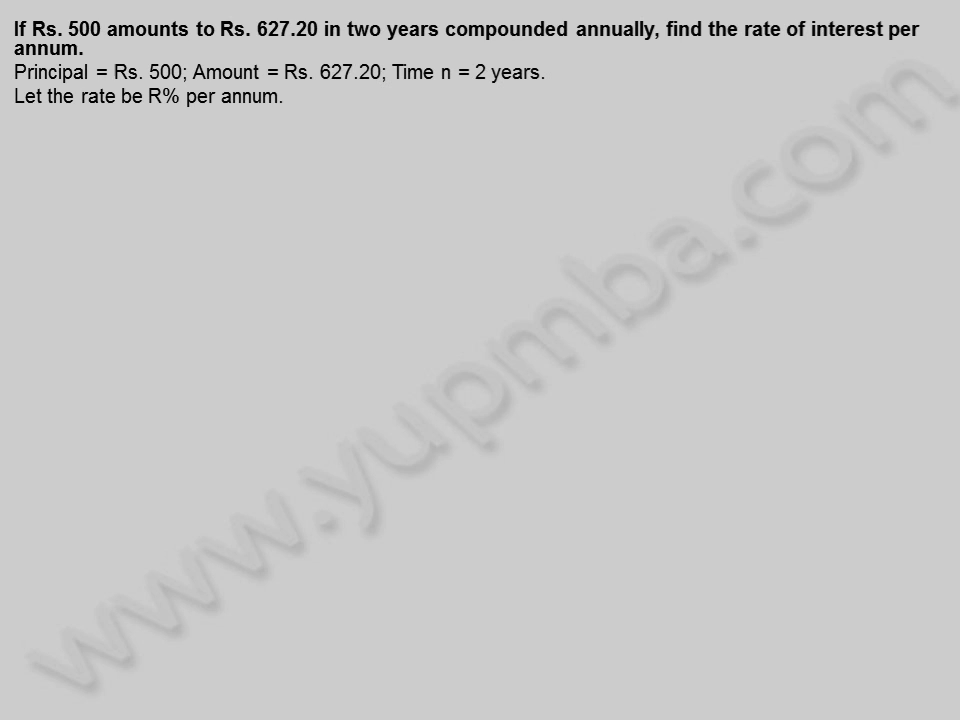 If Rs. 500 amounts to Rs. 627.20 in two years compounded annually, find the rate of interest per
annum.
Principal = Rs. 500; Amount = Rs. 627.20; Time n = 2 years.
Let the rate be R% per annum.
www.yupmba.com